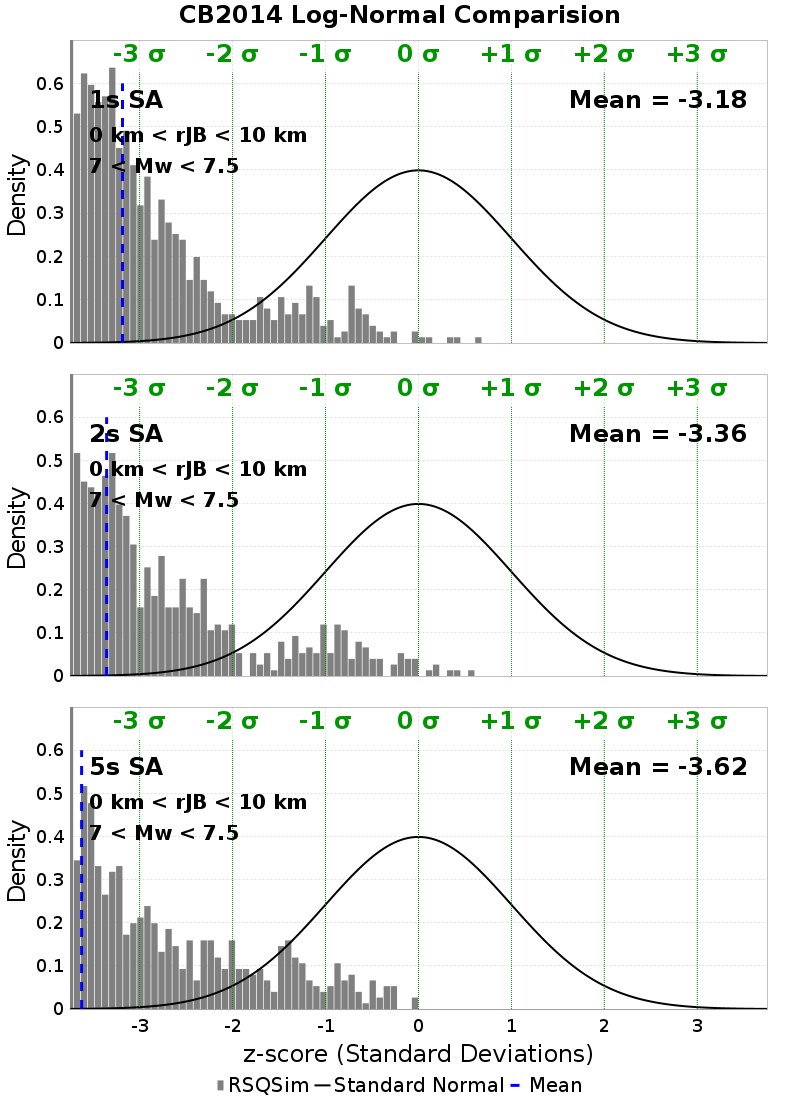 CB2014 Log-Normal Comparision
-3 σ -2 σ -1 σ 0 σ +1 σ +2 σ +3 σ
0.6
1s SA Mean = -3.18
0.5
0 km < rJB < 10 km
7 < Mw < 7.5
0.4
0.3
0.2
0.1
0
Density
-3 σ -2 σ -1 σ 0 σ +1 σ +2 σ +3 σ
0.6
2s SA Mean = -3.36
0.5
0 km < rJB < 10 km
7 < Mw < 7.5
0.4
0.3
0.2
0.1
0
Density
-3 σ -2 σ -1 σ 0 σ +1 σ +2 σ +3 σ
0.6
5s SA Mean = -3.62
0.5
0 km < rJB < 10 km
7 < Mw < 7.5
0.4
0.3
0.2
0.1
0
Density
-3 -2 -1 0 1 2 3
z-score (Standard Deviations)
RSQSim Standard Normal Mean